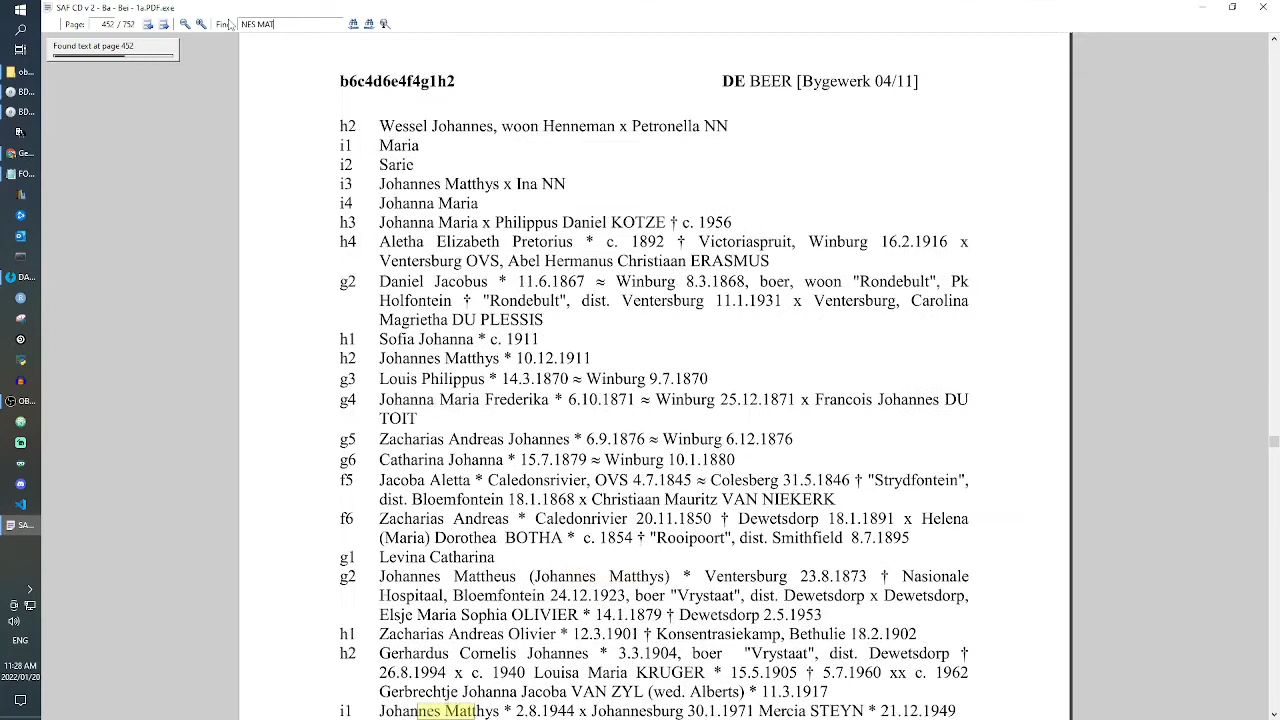 SAF CD v 2 - Ba - Bei - 1a.PDF.exe
Page: 452 / 752 Find NES MAT
Found text at page 452
b6c4d6e4f4g1h2 DE BEER [Bygewerk 04/11]
h2 Wessel Johannes, woon Henneman x Petronella NN
i1 Maria
i2 Sarie
i3 Johannes Matthys x Ina NN
i4 Johanna Maria
h3 Johanna Maria x Philippus Daniel KOTZE † c. 1956
h4 Aletha Elizabeth Pretorius * c. 1892 † Victoriaspruit, Winburg 16.2.1916 x
Ventersburg OVS, Abel Hermanus Christiaan ERASMUS
g2 Daniel Jacobus * 11.6.1867 ≈ Winburg 8.3.1868, boer, woon "Rondebult", Pk
Holfontein † "Rondebult", dist. Ventersburg 11.1.1931 x Ventersburg, Carolina
Magrietha DU PLESSIS
h1 Sofia Johanna * c. 1911
h2 Johannes Matthys * 10.12.1911
g3 Louis Philippus * 14.3.1870 ≈ Winburg 9.7.1870
g4 Johanna Maria Frederika * 6.10.1871 ≈ Winburg 25.12.1871 x Francois Johannes DU
TOIT
g5 Zacharias Andreas Johannes * 6.9.1876 ≈ Winburg 6.12.1876
g6 Catharina Johanna * 15.7.1879 ≈ Winburg 10.1.1880
f5 Jacoba Aletta * Caledonsrivier, OVS 4.7.1845 ≈ Colesberg 31.5.1846 † "Strydfontein",
dist. Bloemfontein 18.1.1868 x Christiaan Mauritz VAN NIEKERK
f6 Zacharias Andreas * Caledonrivier 20.11.1850 † Dewetsdorp 18.1.1891 x Helena
(Maria) Dorothea BOTHA * c. 1854 † "Rooipoort", dist. Smithfield 8.7.1895
g1 Levina Catharina
g2 Johannes Mattheus (Johannes Matthys) * Ventersburg 23.8.1873 † Nasionale
Hospitaal, Bloemfontein 24.12.1923, boer "Vrystaat", dist. Dewetsdorp x Dewetsdorp,
Elsje Maria Sophia OLIVIER * 14.1.1879 † Dewetsdorp 2.5.1953
h1 Zacharias Andreas Olivier * 12.3.1901 † Konsentrasiekamp, Bethulie 18.2.1902
h2 Gerhardus Cornelis Johannes * 3.3.1904, boer "Vrystaat", dist. Dewetsdorp †
26.8.1994 x c. 1940 Louisa Maria KRUGER * 15.5.1905 † 5.7.1960 xx c. 1962
Gerbrechtje Johanna Jacoba VAN ZYL (wed. Alberts) * 11.3.1917
i1 Johannes Matthys * 2.8.1944 x Johannesburg 30.1.1971 Mercia STEYN * 21.12.1949
ob...
BD...
BD...
Ge...
FO...
DA...
OB...
SA...
ENG
11:28 AM
2022/01/20